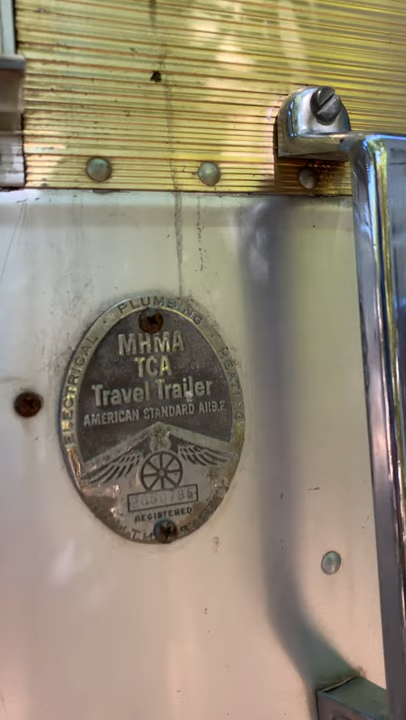 ELECTRICAL · PLUMBING · HEATING
MHMA
TCA
Travel Trailer
AMERICAN STANDARD A119.2
REGISTERED